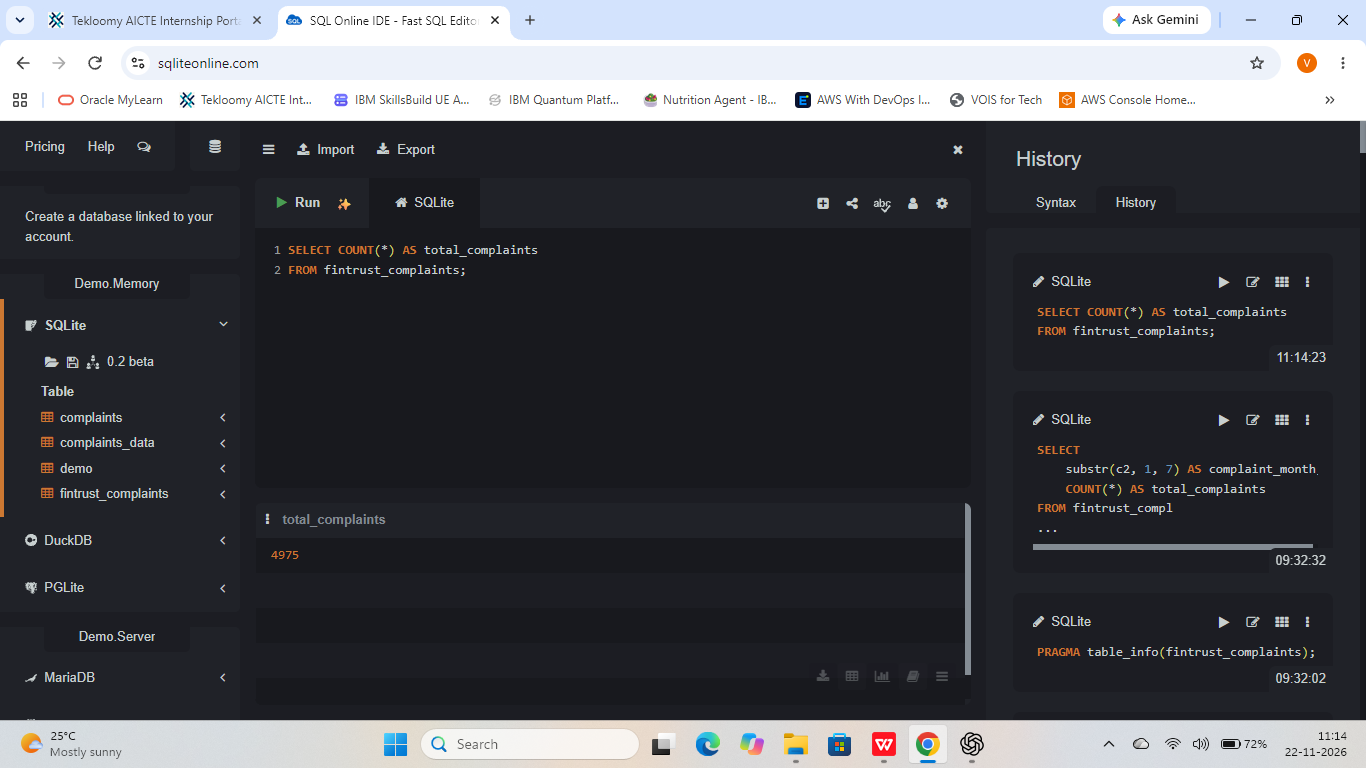 Tekloomy AICTE Internship Porta
SQL Online IDE - Fast SQL Editor
Ask Gemini
sqliteonline.com
V
Oracle MyLearn
Tekloomy AICTE Int...
IBM SkillsBuild UE A...
IBM Quantum Platf...
Nutrition Agent - IB...
AWS With DevOps I...
VOIS for Tech
AWS Console Home...
Pricing
Help
Import
Export
Create a database linked to your
account.
Demo.Memory
SQLite
0.2 beta
Table
complaints
complaints_data
demo
fintrust_complaints
DuckDB
PGLite
Demo.Server
MariaDB
Run
SQLite
abc
1 SELECT COUNT(*) AS total_complaints
2 FROM fintrust_complaints;
total_complaints
4975
History
Syntax
History
SQLite
SELECT COUNT(*) AS total_complaints
FROM fintrust_complaints;
11:14:23
SQLite
SELECT
substr(c2, 1, 7) AS complaint_month,
COUNT(*) AS total_complaints
FROM fintrust_compl
...
09:32:32
SQLite
PRAGMA table_info(fintrust_complaints);
09:32:02
25°C
Mostly sunny
Search
72%
11:14
22-11-2026